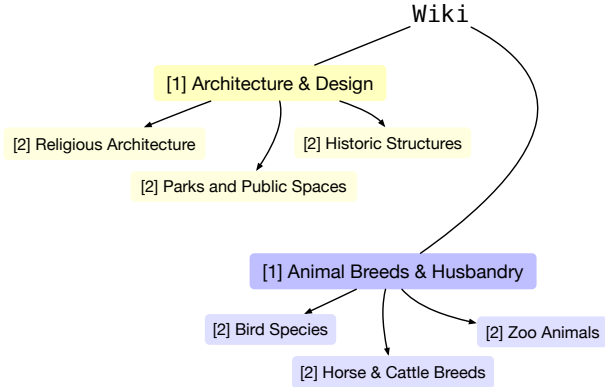 Wiki
[1] Architecture & Design
[2] Religious Architecture
[2] Historic Structures
[2] Parks and Public Spaces
[1] Animal Breeds & Husbandry
[2] Bird Species
[2] Zoo Animals
[2] Horse & Cattle Breeds